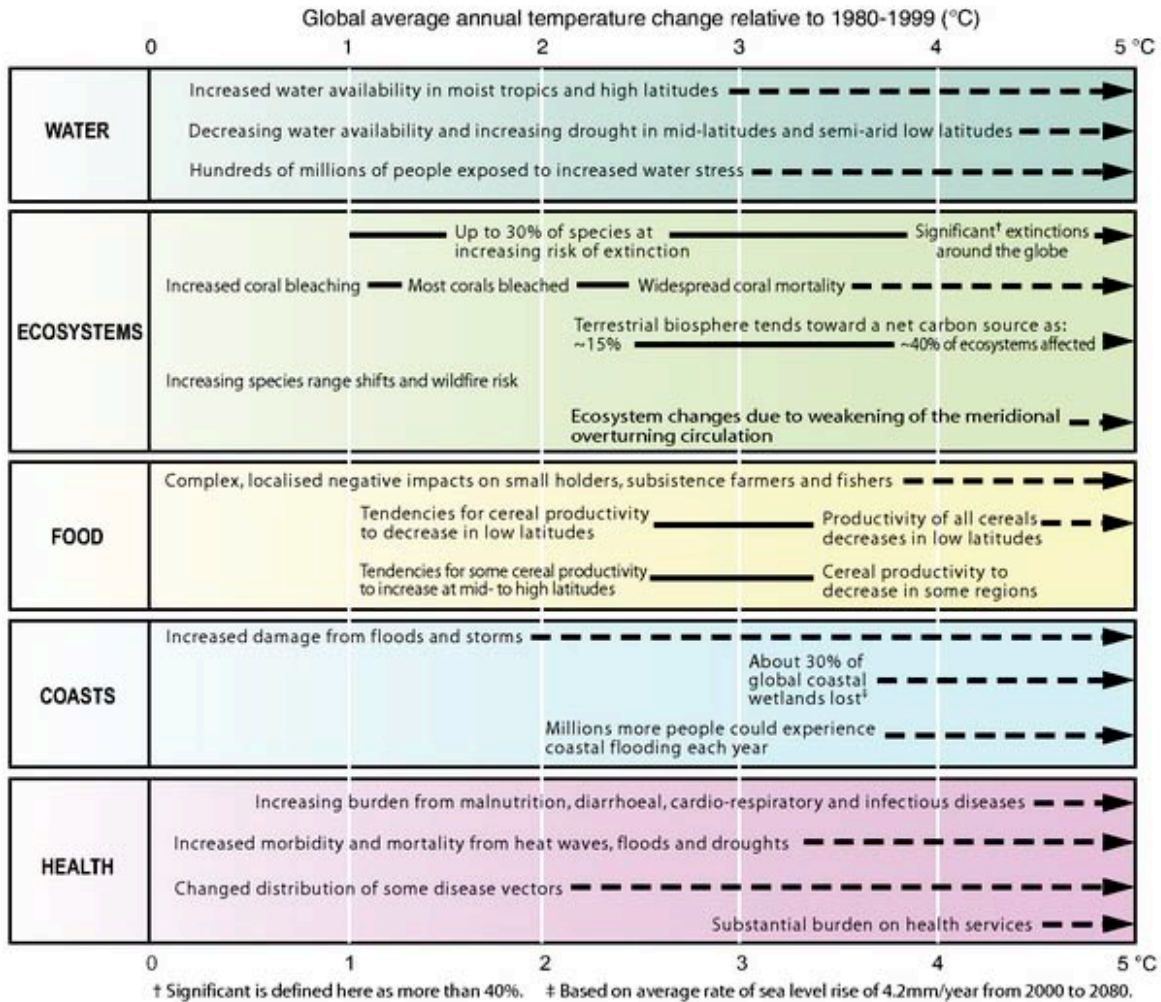 Global average annual temperature change relative to 1980-1999 (°C)
0 1 2 3 4 5 °C
WATER
Increased water availability in moist tropics and high latitudes
Decreasing water availability and increasing drought in mid-latitudes and semi-arid low latitudes
Hundreds of millions of people exposed to increased water stress
ECOSYSTEMS
Up to 30% of species at
increasing risk of extinction
Significant† extinctions
around the globe
Increased coral bleaching Most corals bleached Widespread coral mortality
Terrestrial biosphere tends toward a net carbon source as:
~15% ~40% of ecosystems affected
Increasing species range shifts and wildfire risk
Ecosystem changes due to weakening of the meridional
overturning circulation
FOOD
Complex, localised negative impacts on small holders, subsistence farmers and fishers
Tendencies for cereal productivity
to decrease in low latitudes
Productivity of all cereals
decreases in low latitudes
Tendencies for some cereal productivity
to increase at mid- to high latitudes
Cereal productivity to
decrease in some regions
COASTS
Increased damage from floods and storms
About 30% of
global coastal
wetlands lost‡
Millions more people could experience
coastal flooding each year
HEALTH
Increasing burden from malnutrition, diarrhoeal, cardio-respiratory and infectious diseases
Increased morbidity and mortality from heat waves, floods and droughts
Changed distribution of some disease vectors
Substantial burden on health services
0 1 2 3 4 5 °C
† Significant is defined here as more than 40%. ‡ Based on average rate of sea level rise of 4.2mm/year from 2000 to 2080.